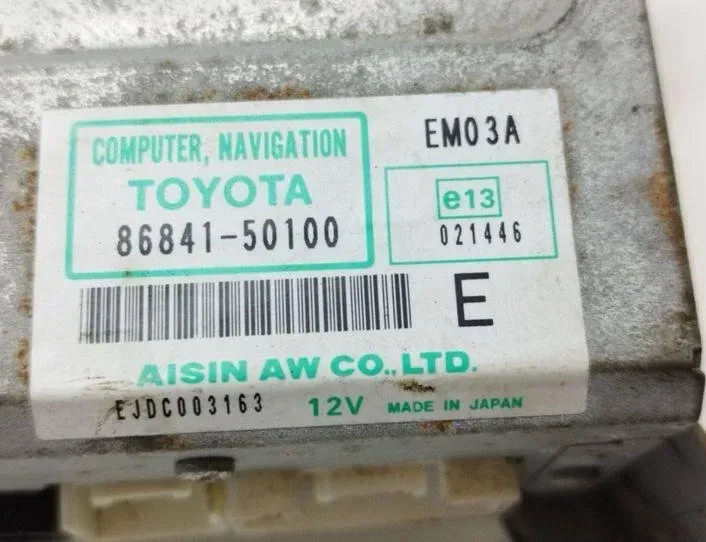 COMPUTER, NAVIGATION
TOYOTA
86841-50100
EM03A
e13
021446
E
AISIN AW CO., LTD.
EJDC003163 12V MADE IN JAPAN